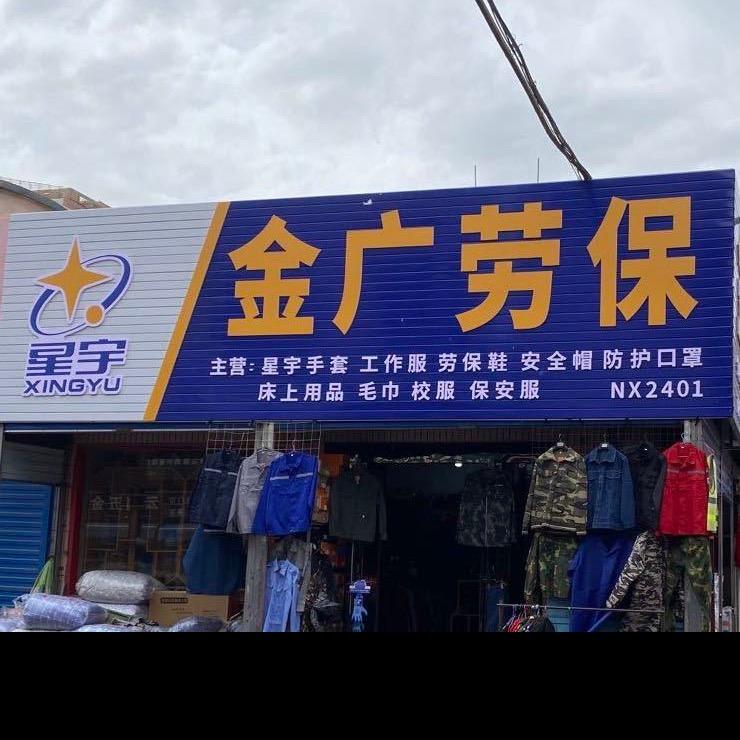 星宇
XINGYU
金广劳保
主营:星宇手套 工作服 劳保鞋 安全帽 防护口罩
床上用品 毛巾 校服 保安服 NX2401